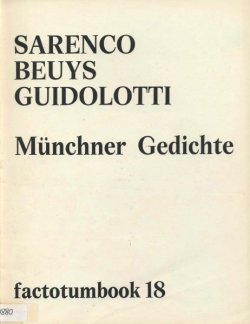 SARENCO
BEUYS
GUIDOLOTTI
Münchner Gedichte
factotumbook 18